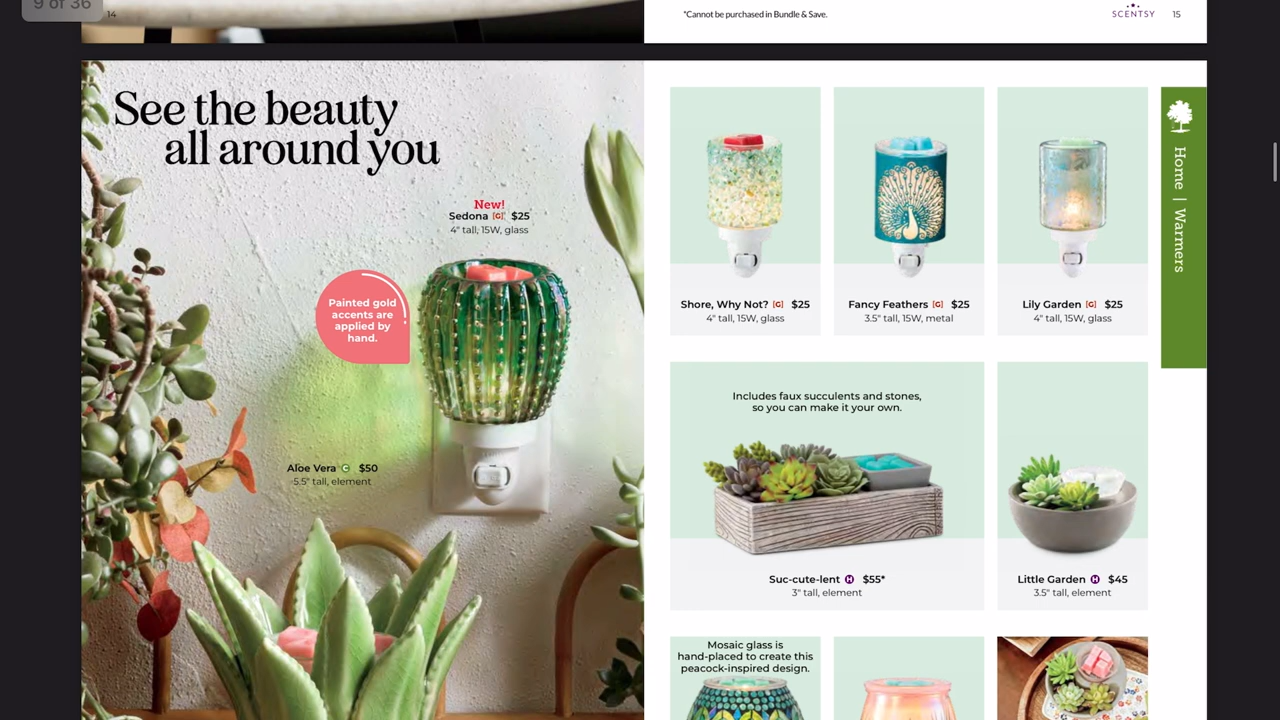 9 of 36
14
*Cannot be purchased in Bundle & Save.
SCENTSY
15
See the beauty
all around you
New!
Sedona [G] $25
4" tall, 15W, glass
Painted gold
accents are
applied by
hand.
Aloe Vera C $50
5.5" tall, element
Shore, Why Not? [G] $25
4" tall, 15W, glass
Fancy Feathers [G] $25
3.5" tall, 15W, metal
Lily Garden [G] $25
4" tall, 15W, glass
Home | Warmers
Includes faux succulents and stones,
so you can make it your own.
Suc-cute-lent H $55*
3" tall, element
Little Garden H $45
3.5" tall, element
Mosaic glass is
hand-placed to create this
peacock-inspired design.